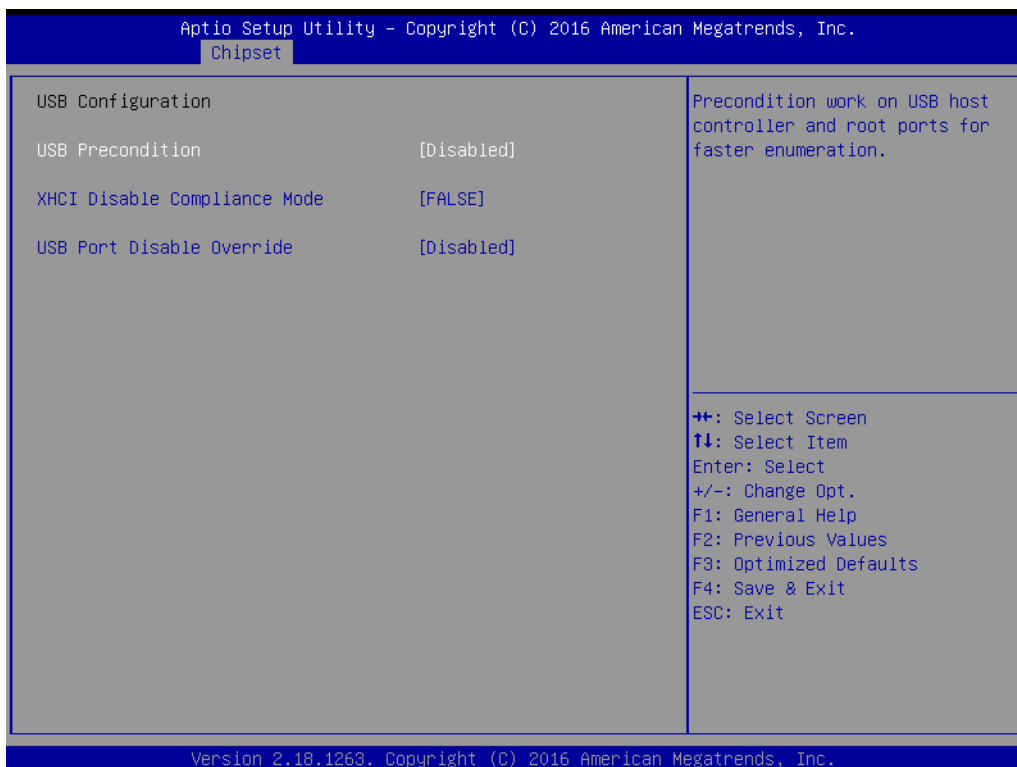 Aptio Setup Utility – Copyright (C) 2016 American Megatrends, Inc.
Chipset
USB Configuration
USB Precondition [Disabled]
XHCI Disable Compliance Mode [FALSE]
USB Port Disable Override [Disabled]
Precondition work on USB host
controller and root ports for
faster enumeration.
→←: Select Screen
↑↓: Select Item
Enter: Select
+/-: Change Opt.
F1: General Help
F2: Previous Values
F3: Optimized Defaults
F4: Save & Exit
ESC: Exit
Version 2.18.1263. Copyright (C) 2016 American Megatrends, Inc.